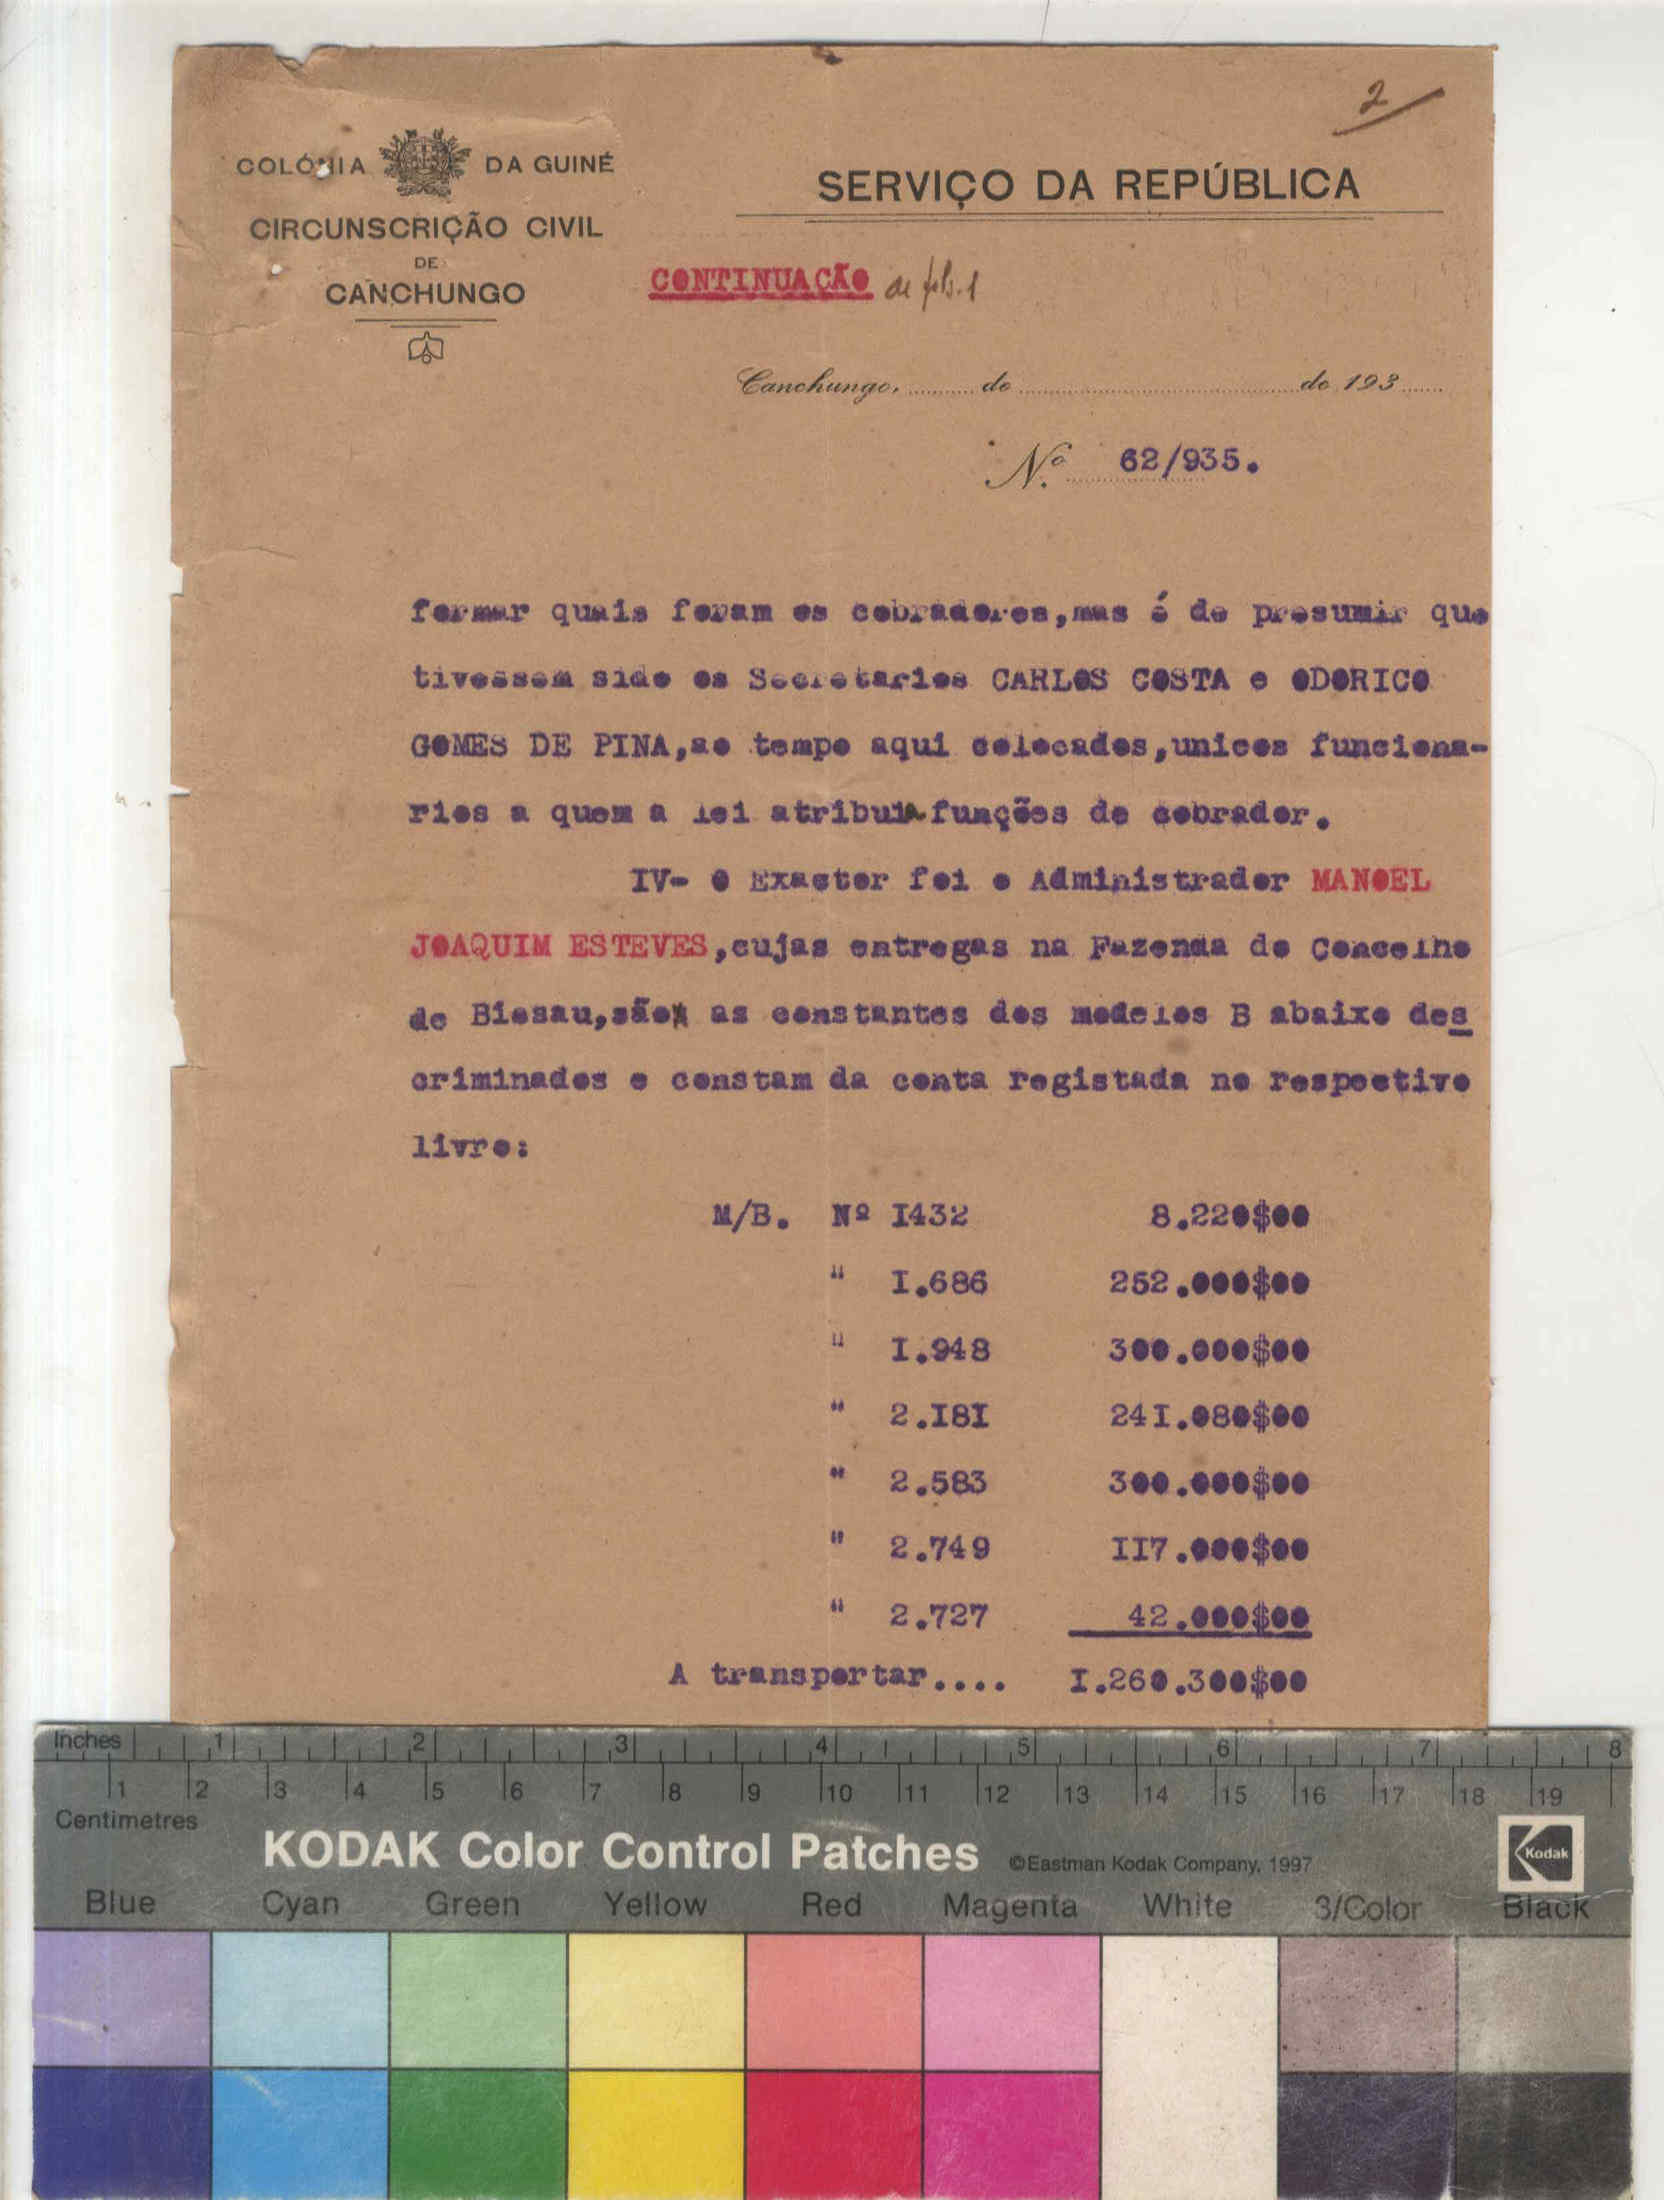 2
COLÓNIA DA GUINÉ
CIRCUNSCRIÇÃO CIVIL
DE
CANCHUNGO
SERVIÇO DA REPÚBLICA
CONTINUAÇÃO de fls. 1
Canchungo, ........ de ........................ de 193......
N.º 62/935.
formar quais foram os cobradores,mas é de presumir que
tivessem sido os Secretarios CARLOS COSTA e ODORICO
GOMES DE PINA,ao tempo aqui colocados,unicos funciona-
rios a quem a lei atribuia funções de cobrador.
IV- O Exactor foi o Administrador MANOEL
JOAQUIM ESTEVES,cujas entregas na Fazenda do Concelho
de Bissau,são as constantes dos modelos B abaixo des
criminados e constam da conta registada no respectivo
livro:
M/B. Nº I432 8.220$00
" I.686 252.000$00
" I.948 300.000$00
" 2.I8I 24I.080$00
" 2.583 300.000$00
" 2.749 II7.000$00
" 2.727 42.000$00
A transportar.... I.260.300$00
Inches 1 2 3 4 5 6 7 8
1 2 3 4 5 6 7 8 9 10 11 12 13 14 15 16 17 18 19
Centimetres
KODAK Color Control Patches ©Eastman Kodak Company, 1997 Kodak
Blue Cyan Green Yellow Red Magenta White 3/Color Black